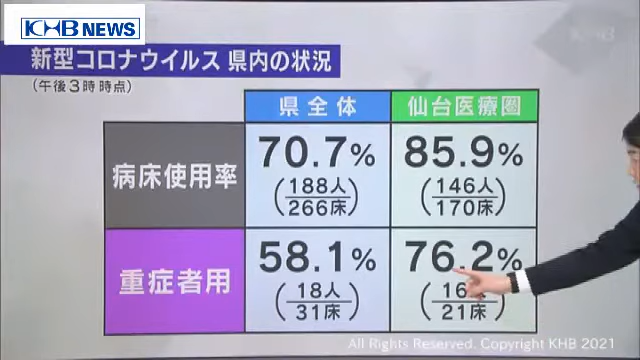 KHB NEWS
KHB
新型コロナウイルス 県内の状況
(午後3時時点)
県全体 仙台医療圏
病床使用率 70.7% 85.9%
(188人/266床) (146人/170床)
重症者用 58.1% 76.2%
(18人/31床) (16/21床)
All Rights Reserved. Copyright KHB 2021